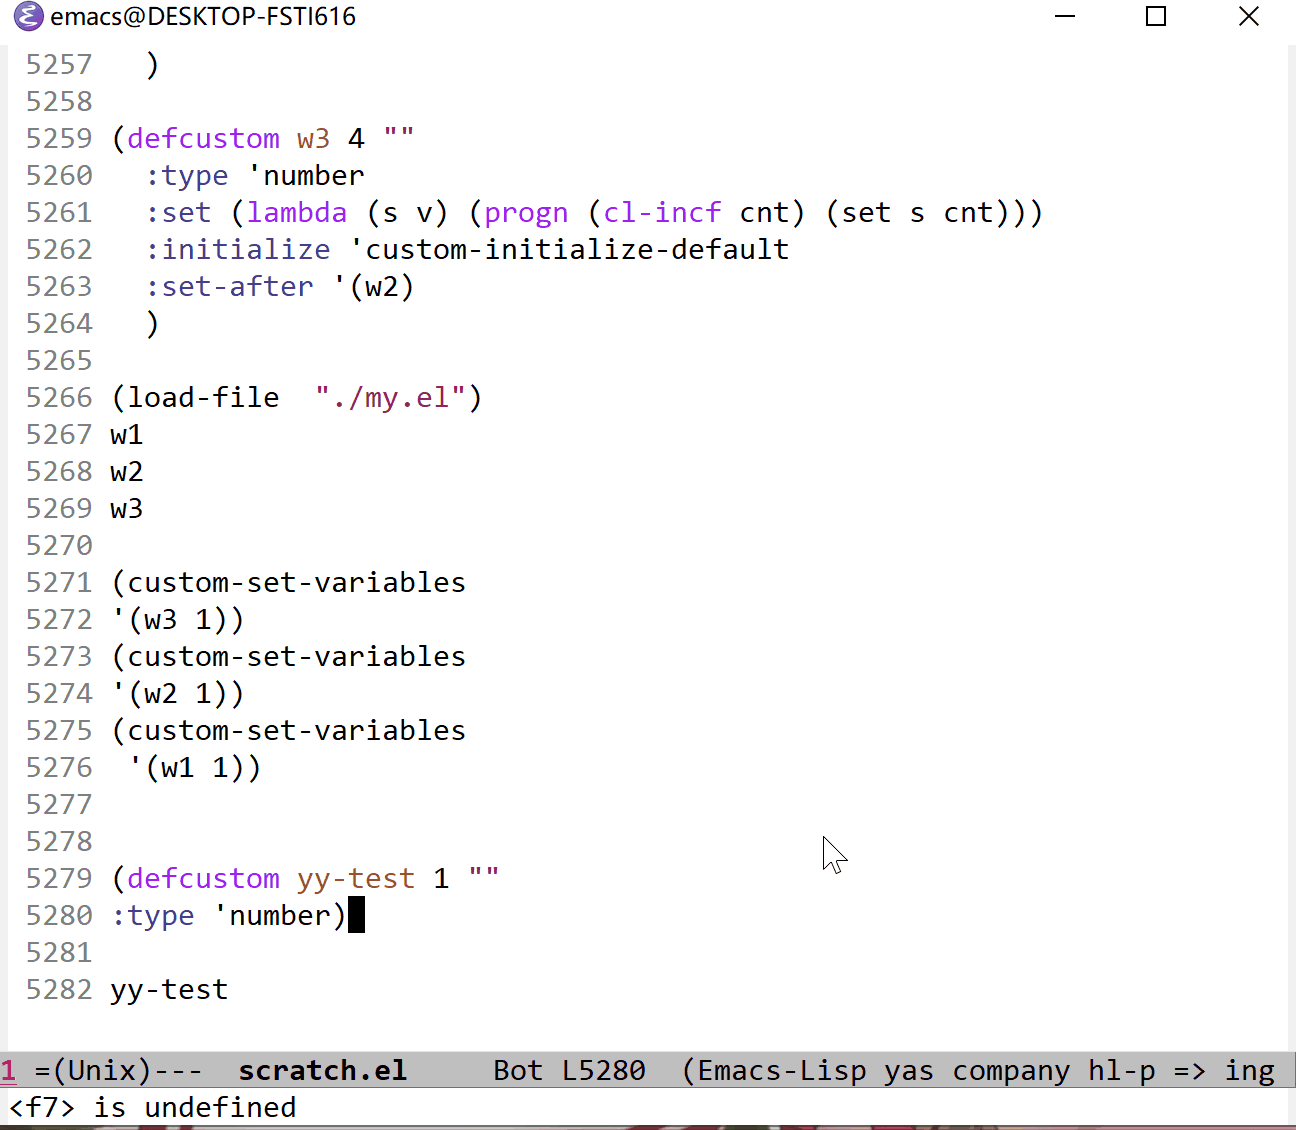 emacs@DESKTOP-FSTI616
5257   )
5258
5259 (defcustom w3 4 ""
5260   :type 'number
5261   :set (lambda (s v) (progn (cl-incf cnt) (set s cnt)))
5262   :initialize 'custom-initialize-default
5263   :set-after '(w2)
5264   )
5265
5266 (load-file  "./my.el")
5267 w1
5268 w2
5269 w3
5270
5271 (custom-set-variables
5272 '(w3 1))
5273 (custom-set-variables
5274 '(w2 1))
5275 (custom-set-variables
5276  '(w1 1))
5277
5278
5279 (defcustom yy-test 1 ""
5280 :type 'number)
5281
5282 yy-test
1 =(Unix)---  scratch.el     Bot L5280  (Emacs-Lisp yas company hl-p => ing
<f7> is undefined